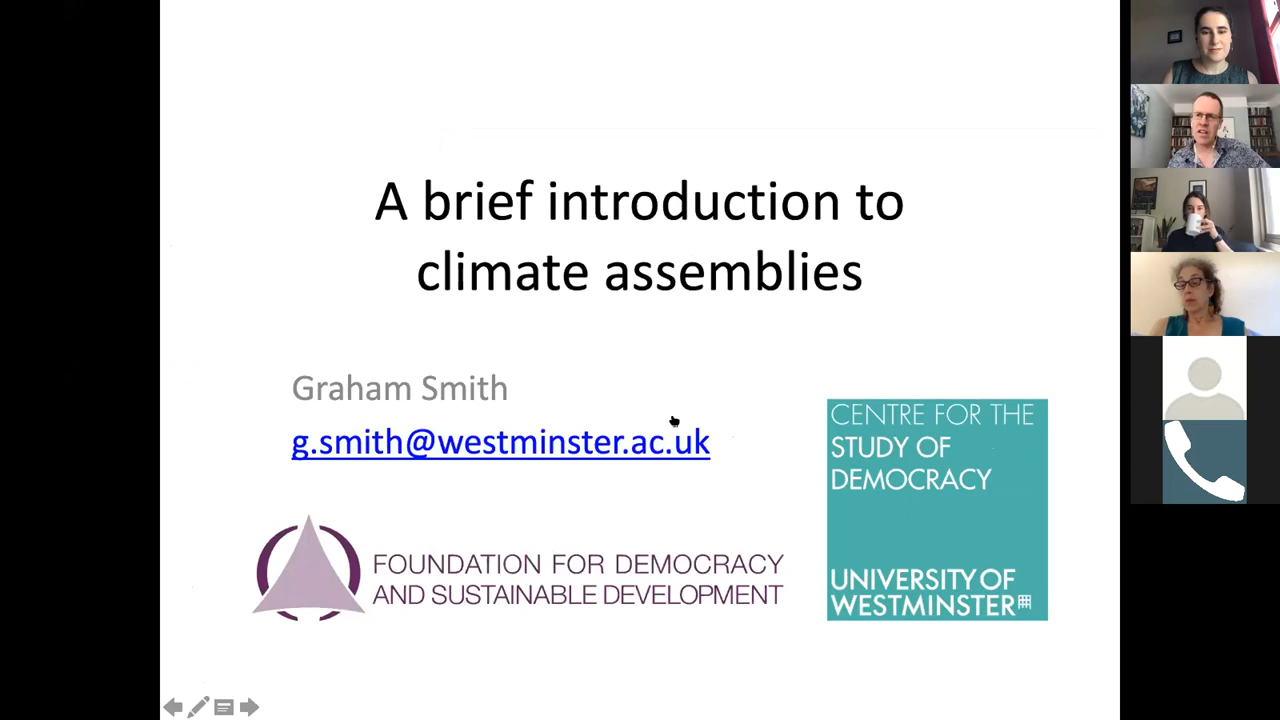 A brief introduction to
climate assemblies
Graham Smith
g.smith@westminster.ac.uk
FOUNDATION FOR DEMOCRACY
AND SUSTAINABLE DEVELOPMENT
CENTRE FOR THE
STUDY OF
DEMOCRACY
UNIVERSITY OF
WESTMINSTER